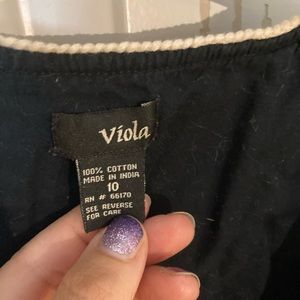 Viola
100% COTTON
MADE IN INDIA
10
RN # 66170
SEE REVERSE
FOR CARE